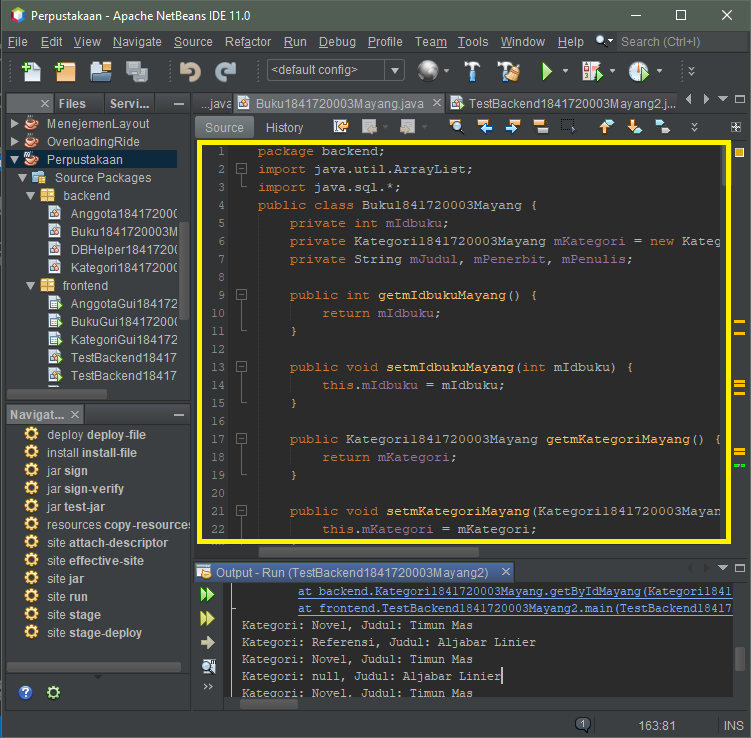 Perpustakaan - Apache NetBeans IDE 11.0
File Edit View Navigate Source Refactor Run Debug Profile Team Tools Window Help Search (Ctrl+I)
<default config>
Files Servi... ...java Buku1841720003Mayang.java TestBackend1841720003Mayang2.j...
MenejemenLayout
OverloadingRide
Perpustakaan
Source Packages
backend
Anggota184172000
Buku1841720003M
DBHelper18417200
Kategori18417200
frontend
AnggotaGui184172
BukuGui184172000
KategoriGui184172
TestBackend18417
TestBackend18417
Navigat...
deploy deploy-file
install install-file
jar sign
jar sign-verify
jar test-jar
resources copy-resources
site attach-descriptor
site effective-site
site jar
site run
site stage
site stage-deploy
Source History
1 package backend;
2 import java.util.ArrayList;
3 import java.sql.*;
4 public class Buku1841720003Mayang {
5 private int mIdbuku;
6 private Kategori1841720003Mayang mKategori = new Kateg
7 private String mJudul, mPenerbit, mPenulis;
8
9 public int getmIdbukuMayang() {
10 return mIdbuku;
11 }
12
13 public void setmIdbukuMayang(int mIdbuku) {
14 this.mIdbuku = mIdbuku;
15 }
16
17 public Kategori1841720003Mayang getmKategoriMayang() {
18 return mKategori;
19 }
20
21 public void setmKategoriMayang(Kategori1841720003Mayan
22 this.mKategori = mKategori;
Output - Run (TestBackend1841720003Mayang2)
at backend.Kategori1841720003Mayang.getByIdMayang(Kategori1841
at frontend.TestBackend1841720003Mayang2.main(TestBackend18417
Kategori: Novel, Judul: Timun Mas
Kategori: Referensi, Judul: Aljabar Linier
Kategori: Novel, Judul: Timun Mas
Kategori: null, Judul: Aljabar Linier
Kategori: Novel, Judul: Timun Mas
1 163:81 INS